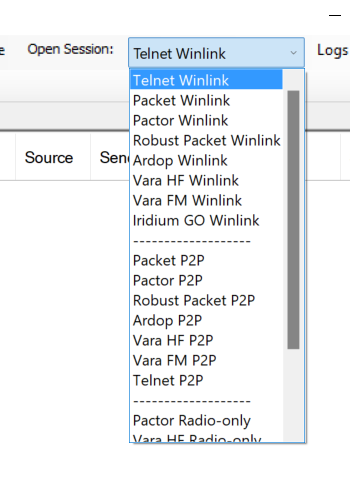 e Open Session: Telnet Winlink Logs
Source Sen
Telnet Winlink
Packet Winlink
Pactor Winlink
Robust Packet Winlink
Ardop Winlink
Vara HF Winlink
Vara FM Winlink
Iridium GO Winlink
-------------------
Packet P2P
Pactor P2P
Robust Packet P2P
Ardop P2P
Vara HF P2P
Vara FM P2P
Telnet P2P
-------------------
Pactor Radio-only
Vara HF Radio-only